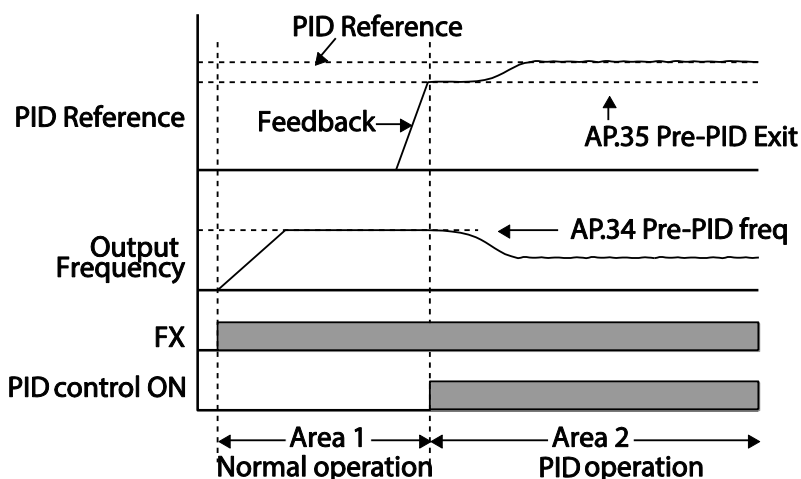 PID Reference
PID Reference
Feedback
AP.35 Pre-PID Exit
AP.34 Pre-PID freq
Output
Frequency
FX
PID control ON
Area 1
Area 2
Normal operation
PID operation